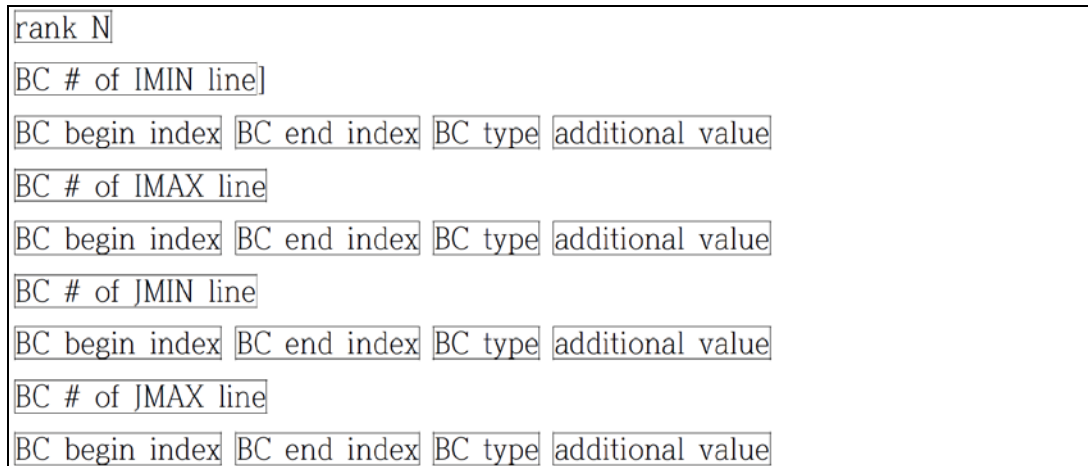 rank N
BC # of IMIN line]
BC begin index BC end index BC type additional value
BC # of IMAX line
BC begin index BC end index BC type additional value
BC # of JMIN line
BC begin index BC end index BC type additional value
BC # of JMAX line
BC begin index BC end index BC type additional value